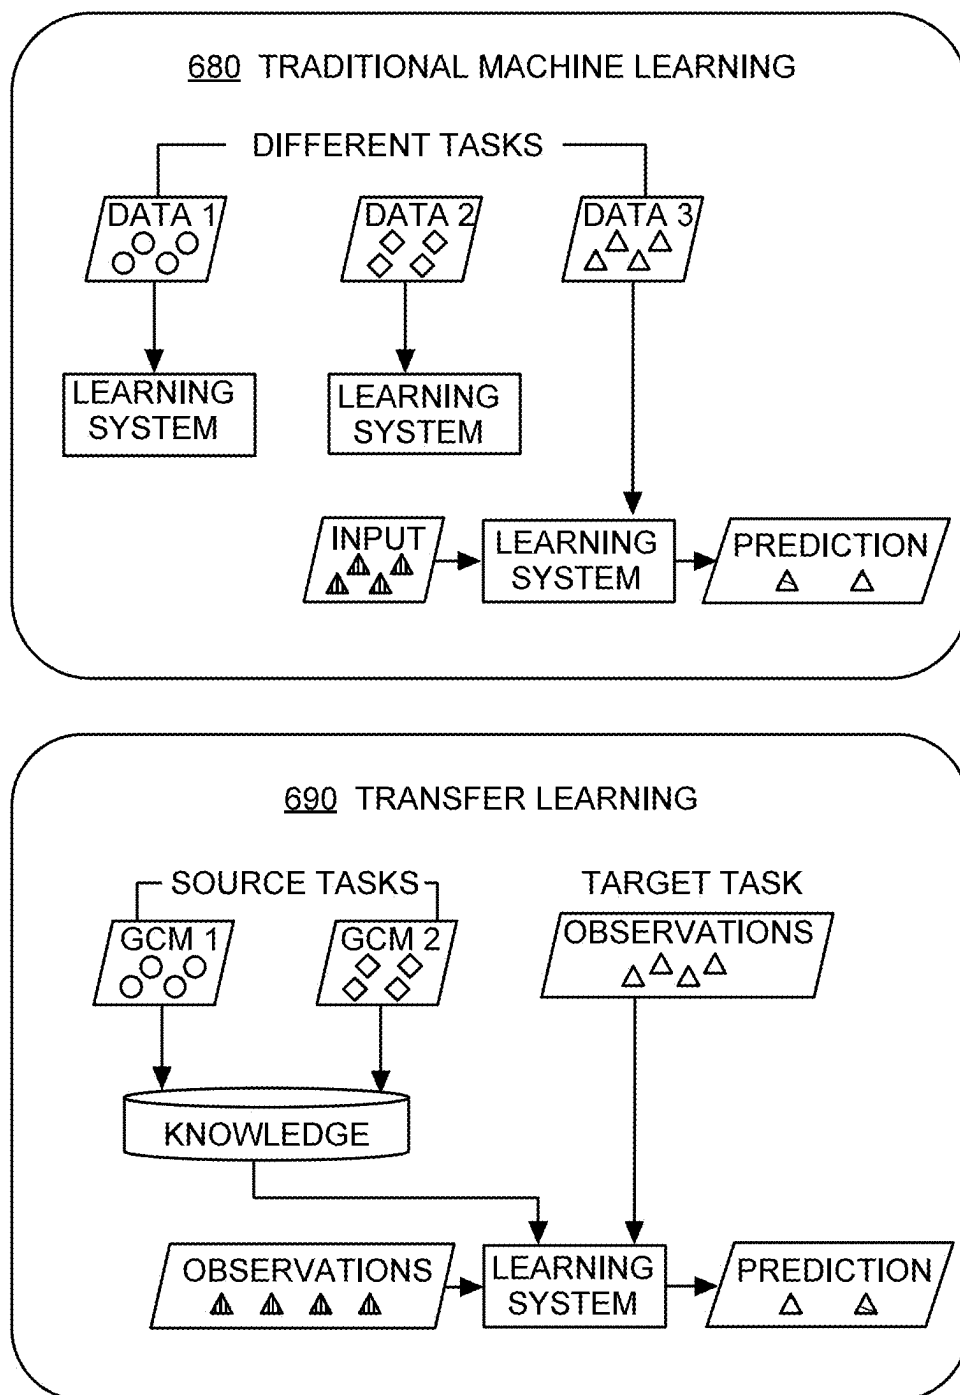 680 TRADITIONAL MACHINE LEARNING
DIFFERENT TASKS
DATA 1
DATA 2
DATA 3
LEARNING
SYSTEM
LEARNING
SYSTEM
INPUT
LEARNING
SYSTEM
PREDICTION
690 TRANSFER LEARNING
SOURCE TASKS
TARGET TASK
GCM 1
GCM 2
OBSERVATIONS
KNOWLEDGE
OBSERVATIONS
LEARNING
SYSTEM
PREDICTION